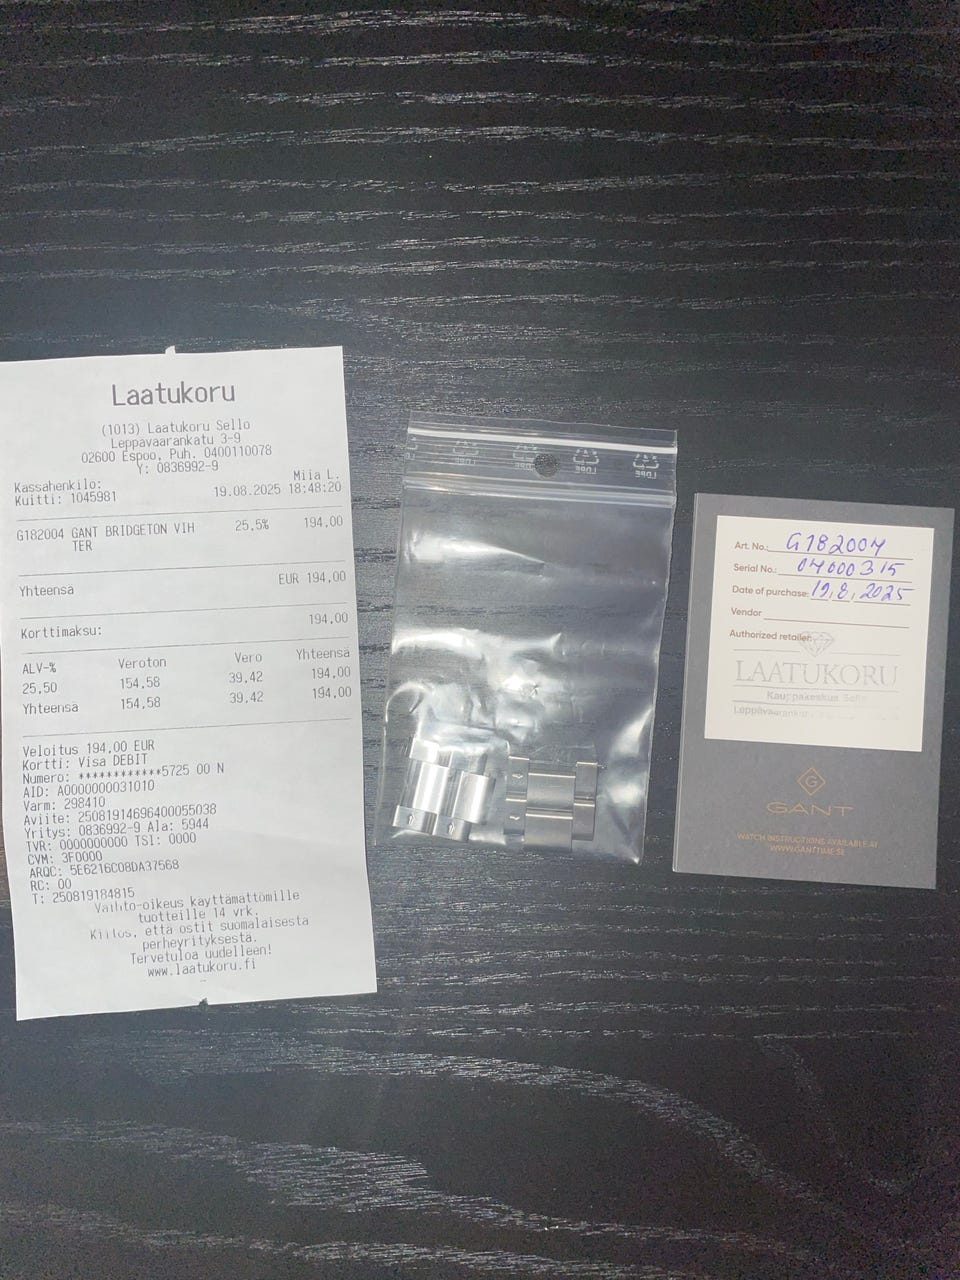 Laatukoru
(1013) Laatukoru Sello
Leppävaarankatu 3-9
02600 Espoo, Puh. 0400110078
Y: 0836992-9
Kassahenkilo: Miia L.
Kuitti: 1045981 19.08.2025 18:48:20
G182004 GANT BRIDGETON VIH 25,5% 194,00
TER
Yhteensä EUR 194,00
Korttimaksu: 194,00
ALV-% Veroton Vero Yhteensä
25,50 154,58 39,42 194,00
Yhteensä 154,58 39,42 194,00
Veloitus 194,00 EUR
Kortti: Visa DEBIT
Numero: ************5725 00 N
AID: A0000000031010
Varm: 298410
Aviite: 25081914696400055038
Yritys: 0836992-9 Ala: 5944
TVR: 0000000000 TSI: 0000
CVM: 3F0000
ARQC: 5E6216C08DA37568
RC: 00
T: 250819184815
Vaihto-oikeus käyttämättömille
tuotteille 14 vrk.
Kiitos, että ostit suomalaisesta
perheyrityksestä.
Tervetuloa uudelleen!
www.laatukoru.fi
LDPE
LDPE
Art. No.: G182004
Serial No.: 04000315
Date of purchase: 19,8,2025
Vendor
Authorized retailer:
LAATUKORU
Kauppakeskus Sello
Leppävaarankatu
G
GANT
WATCH INSTRUCTIONS AVAILABLE AT
WWW.GANTTIME.SE